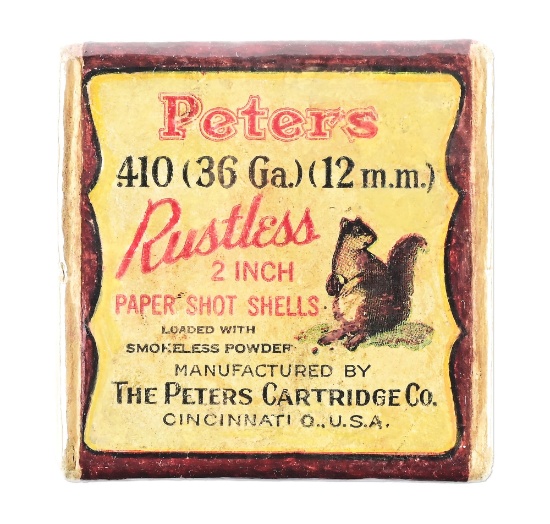 Peters
.410 (36 Ga.) (12 m.m.)
Rustless
2 INCH
PAPER SHOT SHELLS
LOADED WITH
SMOKELESS POWDER
MANUFACTURED BY
THE PETERS CARTRIDGE CO.
CINCINNATI O., U.S.A.